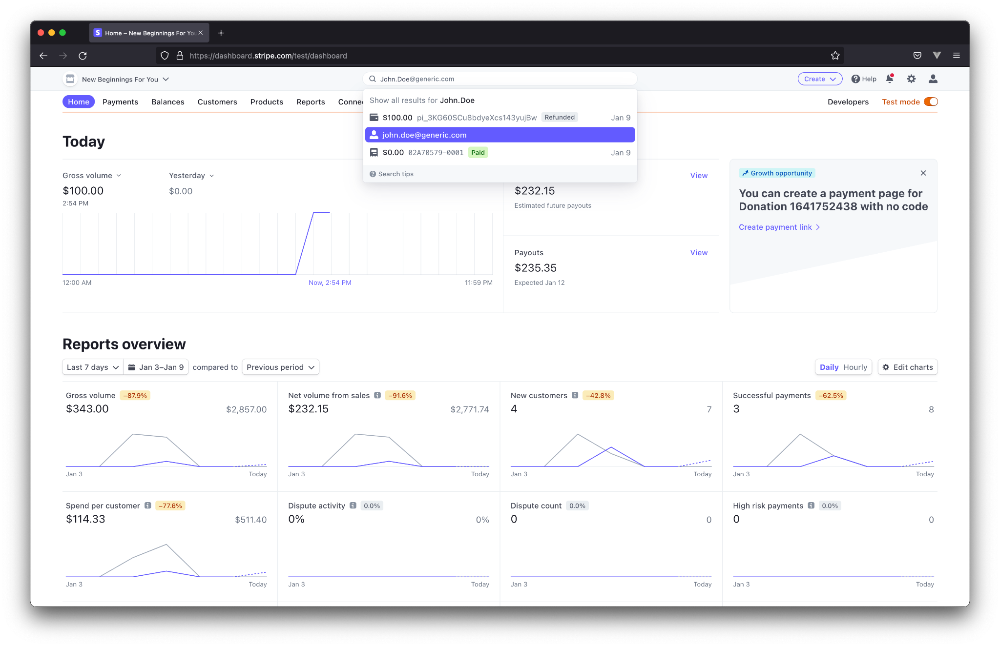 S Home – New Beginnings For You
https://dashboard.stripe.com/test/dashboard
New Beginnings For You
John.Doe@generic.com
Create
Help
Home
Payments
Balances
Customers
Products
Reports
Connec
Developers
Test mode
Show all results for John.Doe
$100.00 pi_3KG60SCu8bdyeXcs143yujBw Refunded Jan 9
john.doe@generic.com
$0.00 02A70579-0001 Paid Jan 9
Search tips
Today
Gross volume
$100.00
2:54 PM
Yesterday
$0.00
12:00 AM
Now, 2:54 PM
11:59 PM
View
$232.15
Estimated future payouts
Payouts
View
$235.35
Expected Jan 12
Growth opportunity
You can create a payment page for
Donation 1641752438 with no code
Create payment link
Reports overview
Last 7 days
Jan 3–Jan 9
compared to
Previous period
Daily
Hourly
Edit charts
Gross volume –87.9%
$343.00 $2,857.00
Jan 3 Today
Net volume from sales –91.6%
$232.15 $2,771.74
Jan 3 Today
New customers –42.8%
4 7
Jan 3 Today
Successful payments –62.5%
3 8
Jan 3 Today
Spend per customer –77.6%
$114.33 $511.40
Jan 3 Today
Dispute activity 0.0%
0% 0%
Jan 3 Today
Dispute count 0.0%
0 0
Jan 3 Today
High risk payments 0.0%
0 0
Jan 3 Today